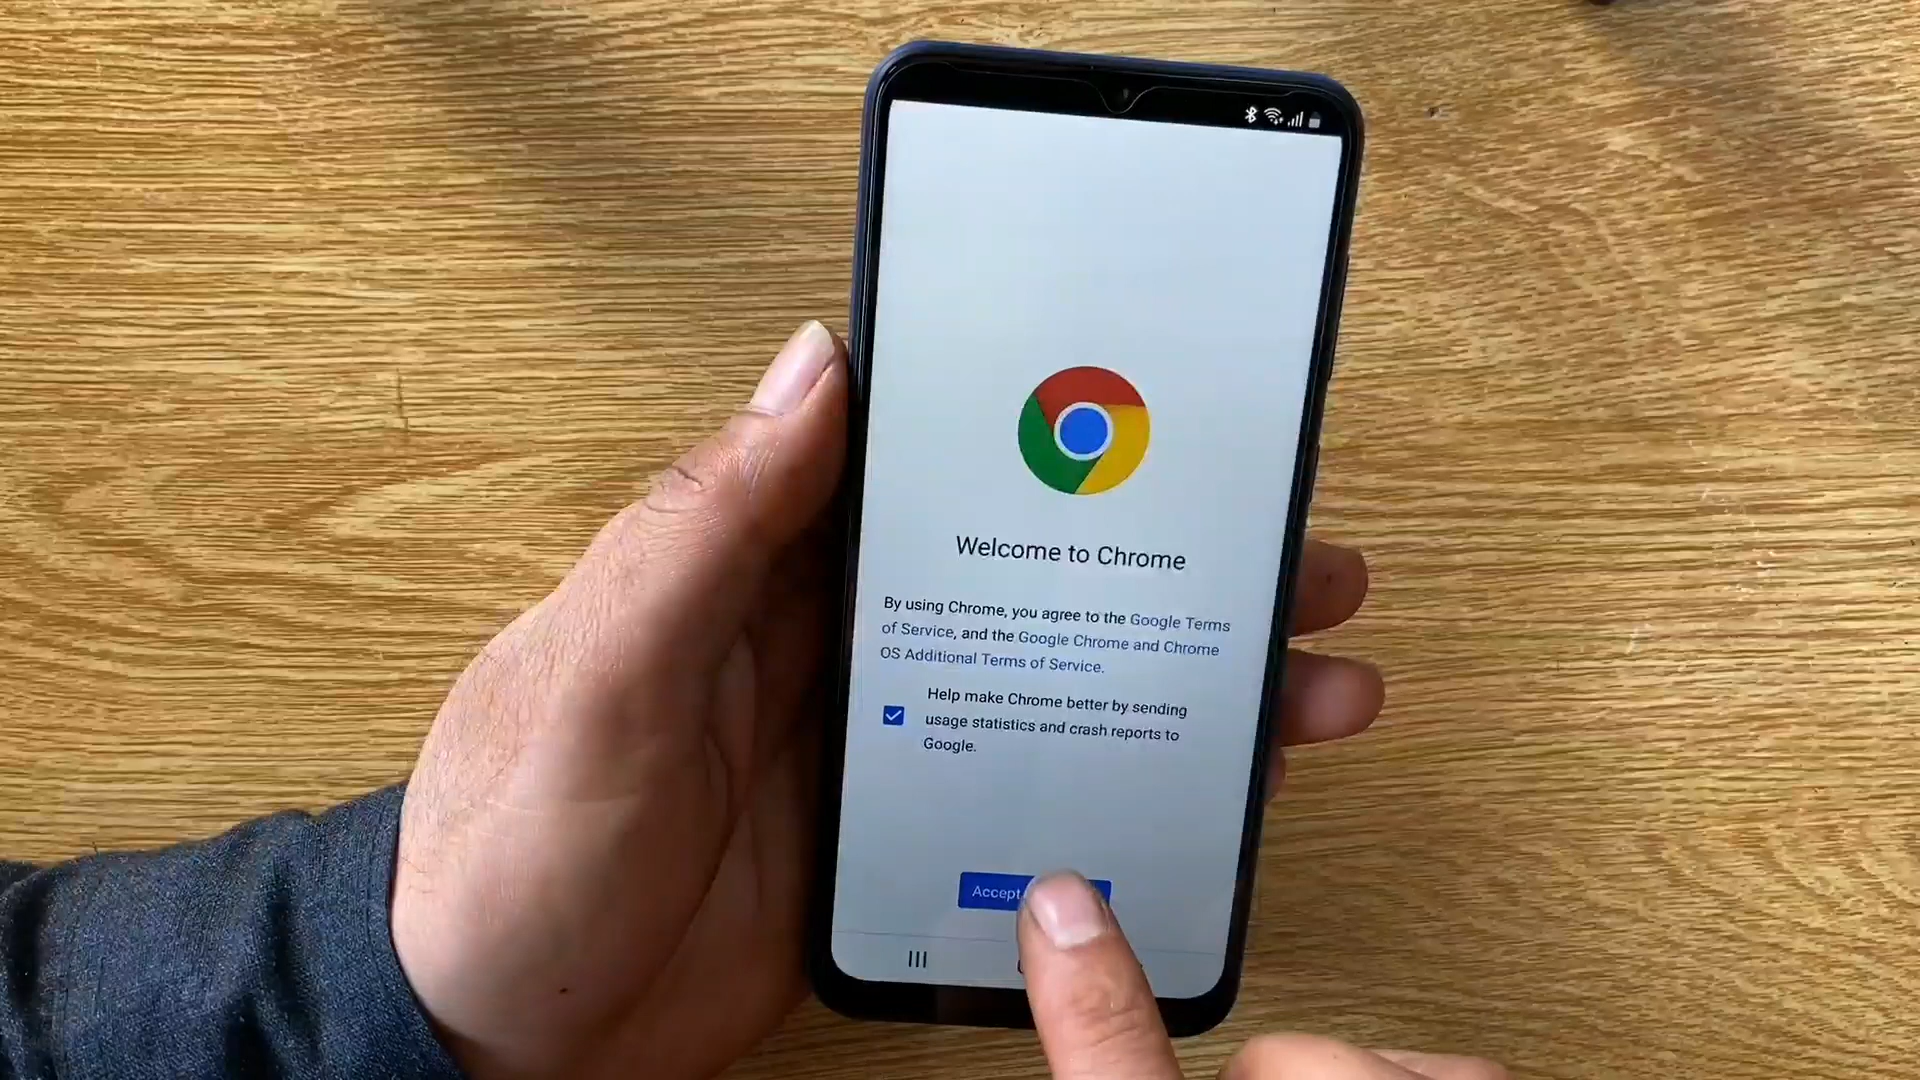 Welcome to Chrome
By using Chrome, you agree to the Google Terms
of Service, and the Google Chrome and Chrome
OS Additional Terms of Service.
Help make Chrome better by sending
usage statistics and crash reports to
Google.
Accept